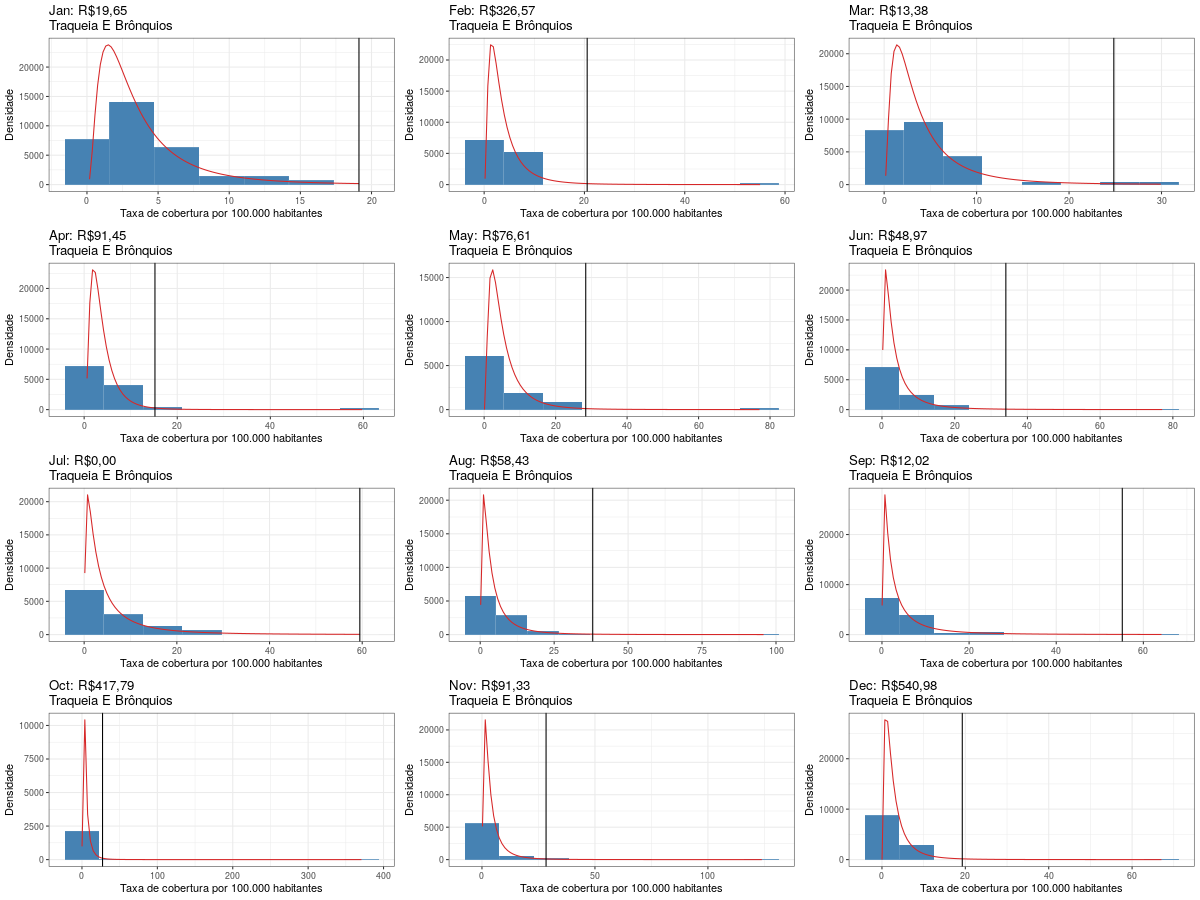 Jan: R$19,65
Traqueia E Brônquios
Densidade
20000
15000
10000
5000
0
0 5 10 15 20
Taxa de cobertura por 100.000 habitantes
Feb: R$326,57
Traqueia E Brônquios
Densidade
20000
15000
10000
5000
0
0 20 40 60
Taxa de cobertura por 100.000 habitantes
Mar: R$13,38
Traqueia E Brônquios
Densidade
20000
15000
10000
5000
0
0 10 20 30
Taxa de cobertura por 100.000 habitantes
Apr: R$91,45
Traqueia E Brônquios
Densidade
20000
15000
10000
5000
0
0 20 40 60
Taxa de cobertura por 100.000 habitantes
May: R$76,61
Traqueia E Brônquios
Densidade
15000
10000
5000
0
0 20 40 60 80
Taxa de cobertura por 100.000 habitantes
Jun: R$48,97
Traqueia E Brônquios
Densidade
20000
15000
10000
5000
0
0 20 40 60 80
Taxa de cobertura por 100.000 habitantes
Jul: R$0,00
Traqueia E Brônquios
Densidade
20000
15000
10000
5000
0
0 20 40 60
Taxa de cobertura por 100.000 habitantes
Aug: R$58,43
Traqueia E Brônquios
Densidade
20000
15000
10000
5000
0
0 25 50 75 100
Taxa de cobertura por 100.000 habitantes
Sep: R$12,02
Traqueia E Brônquios
Densidade
20000
10000
0
0 20 40 60
Taxa de cobertura por 100.000 habitantes
Oct: R$417,79
Traqueia E Brônquios
Densidade
10000
7500
5000
2500
0
0 100 200 300 400
Taxa de cobertura por 100.000 habitantes
Nov: R$91,33
Traqueia E Brônquios
Densidade
20000
15000
10000
5000
0
0 50 100
Taxa de cobertura por 100.000 habitantes
Dec: R$540,98
Traqueia E Brônquios
Densidade
20000
10000
0
0 20 40 60
Taxa de cobertura por 100.000 habitantes